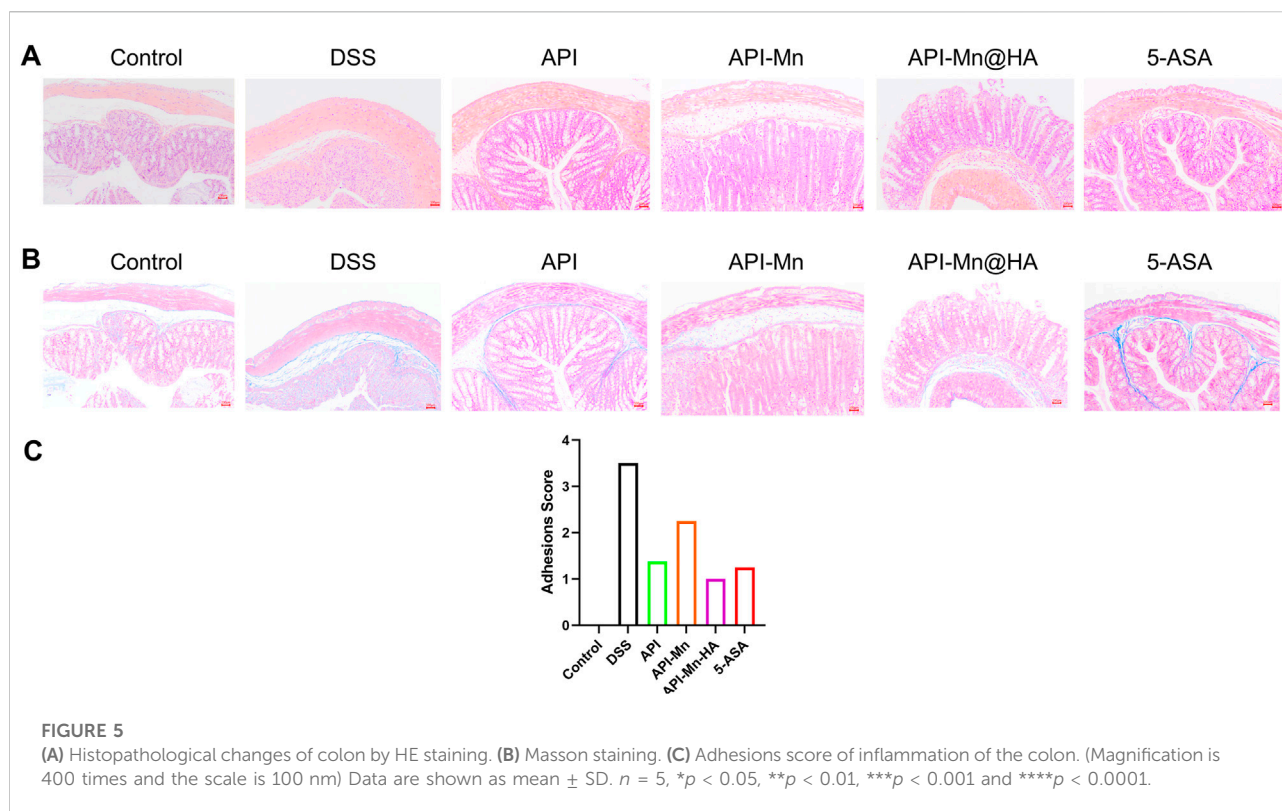 A
Control DSS API API-Mn API-Mn@HA 5-ASA
B
Control DSS API API-Mn API-Mn@HA 5-ASA
C
Adhesions Score
4
3
2
1
0
Control DSS API API-Mn API-Mn-HA 5-ASA
FIGURE 5
(A) Histopathological changes of colon by HE staining. (B) Masson staining. (C) Adhesions score of inflammation of the colon. (Magnification is
400 times and the scale is 100 nm) Data are shown as mean ± SD. n = 5, *p < 0.05, **p < 0.01, ***p < 0.001 and ****p < 0.0001.